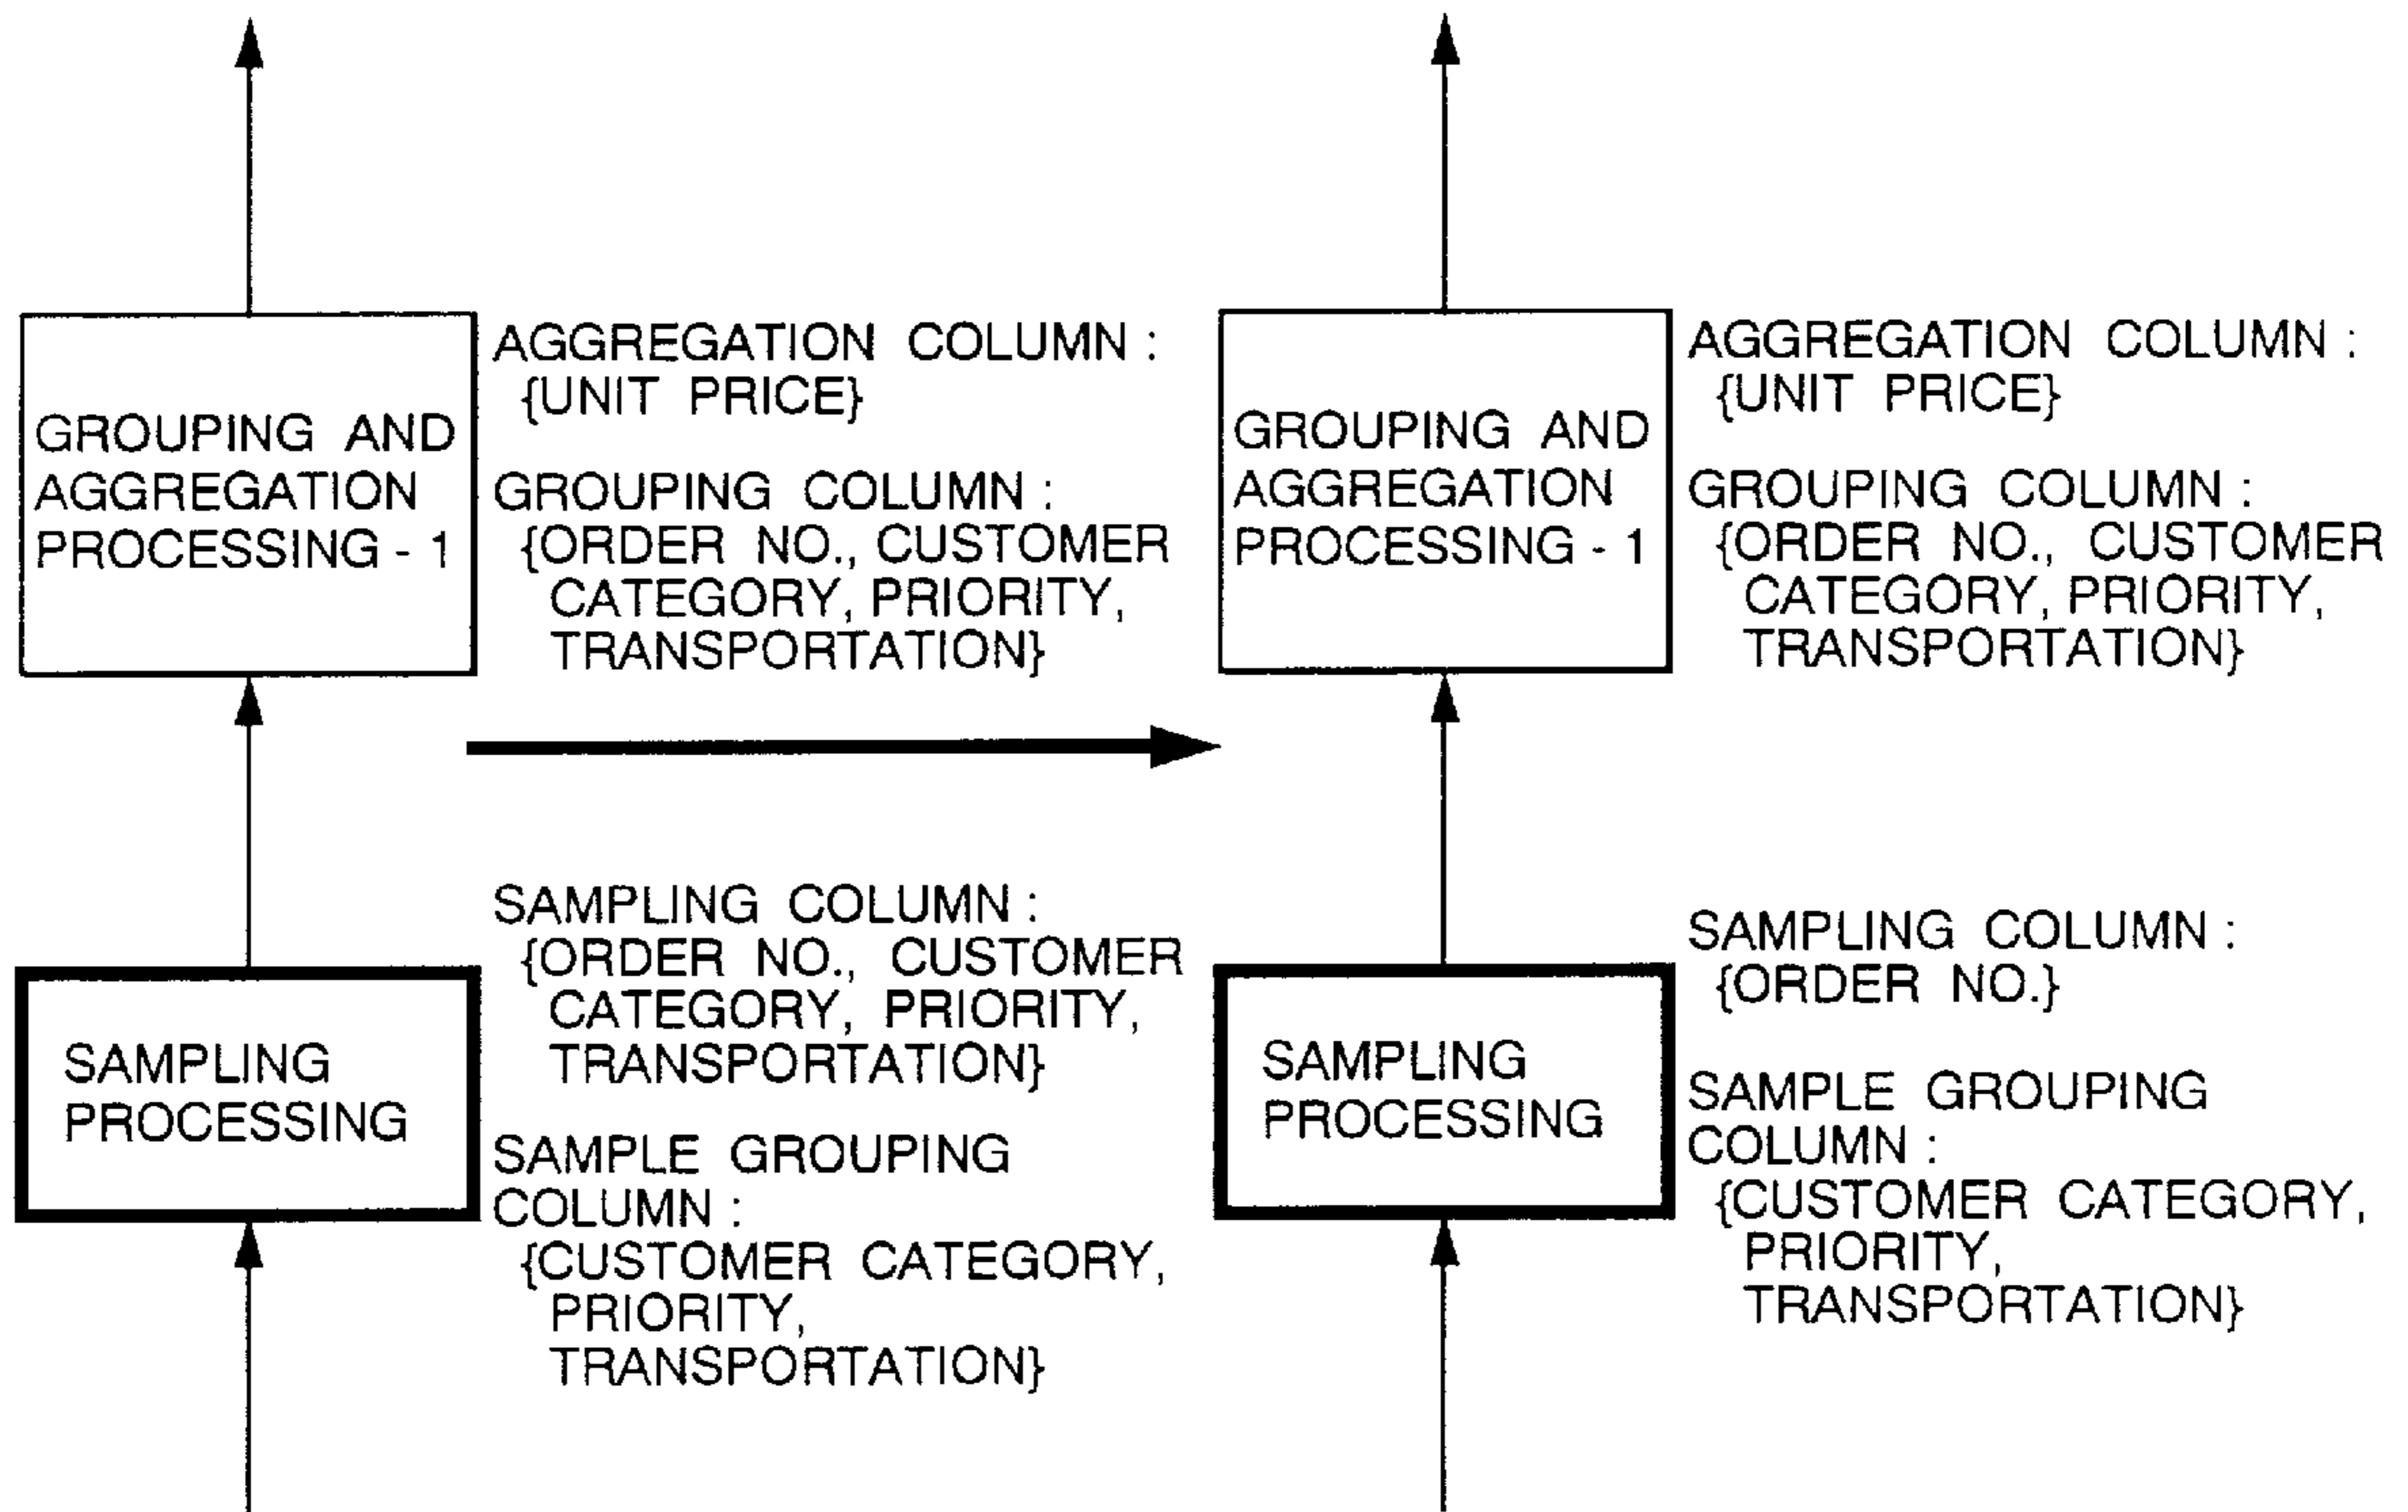 GROUPING AND
AGGREGATION
PROCESSING - 1
AGGREGATION COLUMN :
{UNIT PRICE}
GROUPING COLUMN :
{ORDER NO., CUSTOMER
CATEGORY, PRIORITY,
TRANSPORTATION}
SAMPLING
PROCESSING
SAMPLING COLUMN :
{ORDER NO., CUSTOMER
CATEGORY, PRIORITY,
TRANSPORTATION}
SAMPLE GROUPING
COLUMN :
{CUSTOMER CATEGORY,
PRIORITY,
TRANSPORTATION}
GROUPING AND
AGGREGATION
PROCESSING - 1
AGGREGATION COLUMN :
{UNIT PRICE}
GROUPING COLUMN :
{ORDER NO., CUSTOMER
CATEGORY, PRIORITY,
TRANSPORTATION}
SAMPLING
PROCESSING
SAMPLING COLUMN :
{ORDER NO.}
SAMPLE GROUPING
COLUMN :
{CUSTOMER CATEGORY,
PRIORITY,
TRANSPORTATION}